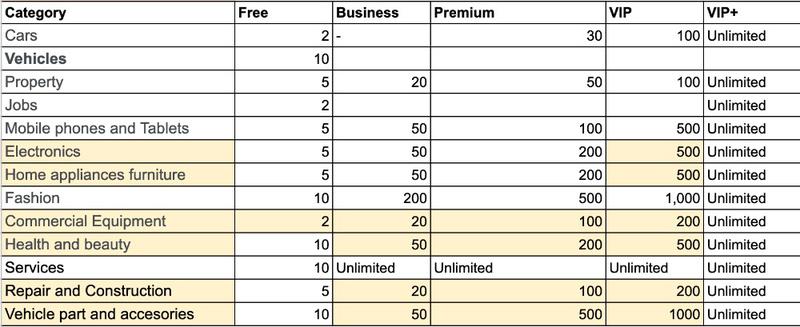 Category Free Business Premium VIP VIP+
Cars 2 - 30 100 Unlimited
Vehicles 10
Property 5 20 50 100 Unlimited
Jobs 2 Unlimited
Mobile phones and Tablets 5 50 100 500 Unlimited
Electronics 5 50 200 500 Unlimited
Home appliances furniture 5 50 200 500 Unlimited
Fashion 10 200 500 1,000 Unlimited
Commercial Equipment 2 20 100 200 Unlimited
Health and beauty 10 50 200 500 Unlimited
Services 10 Unlimited Unlimited Unlimited Unlimited
Repair and Construction 5 20 100 200 Unlimited
Vehicle part and accesories 10 50 500 1000 Unlimited